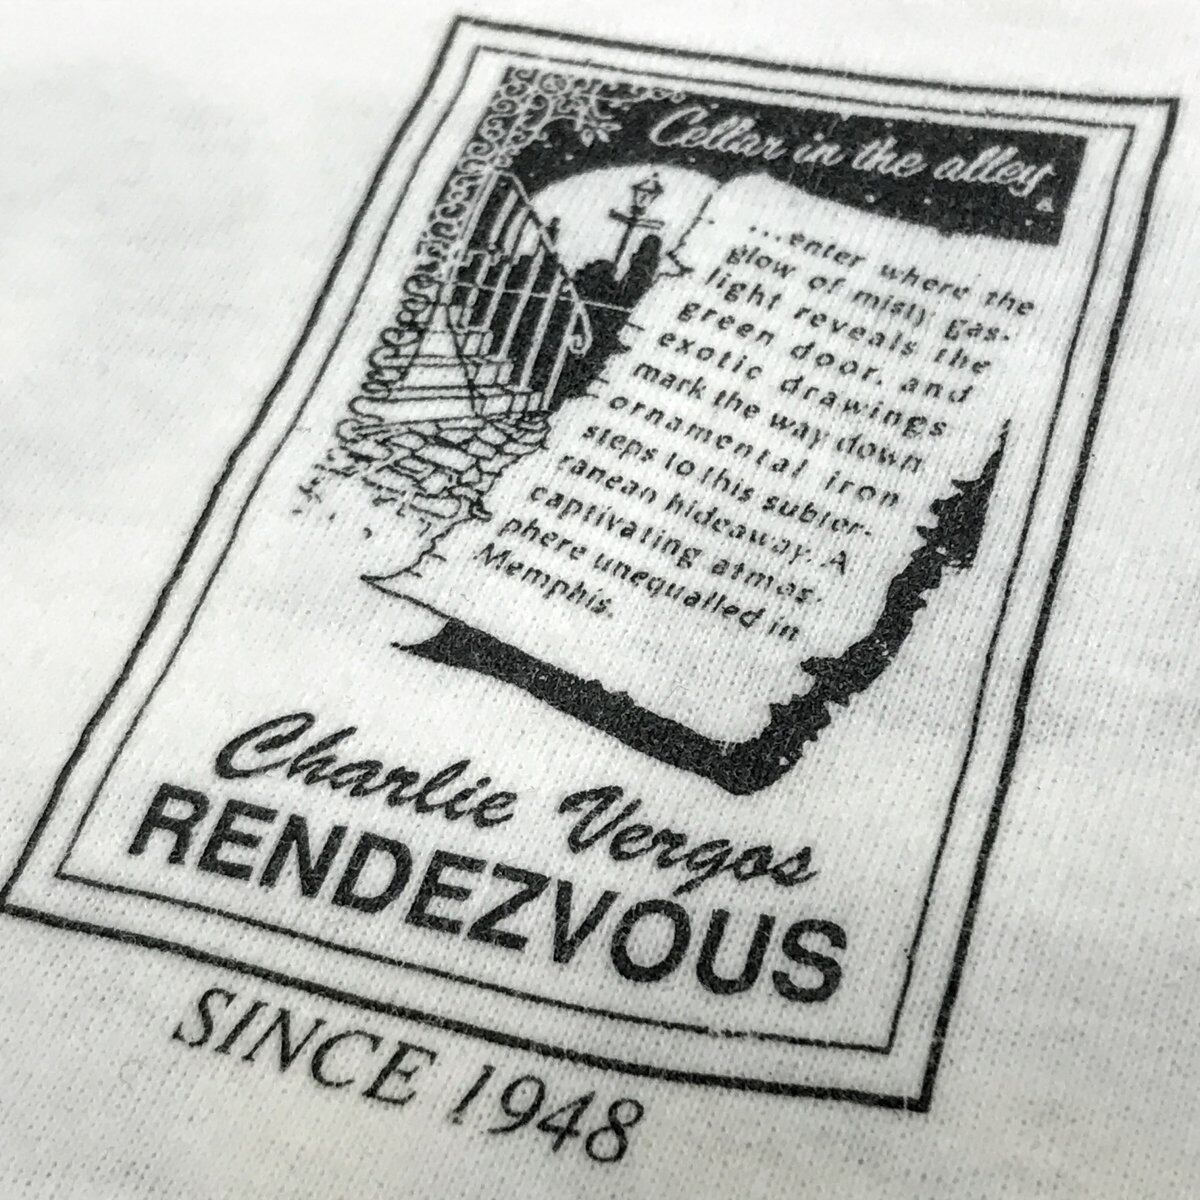 Cellar in the alley
...enter where the
glow of misty gas-
light reveals the
green door, and
exotic drawings
mark the way down
ornamental iron
steps to this subter-
ranean hideaway. A
captivating atmos-
phere unequalled in
Memphis.
Charlie Vergos
RENDEZVOUS
SINCE 1948